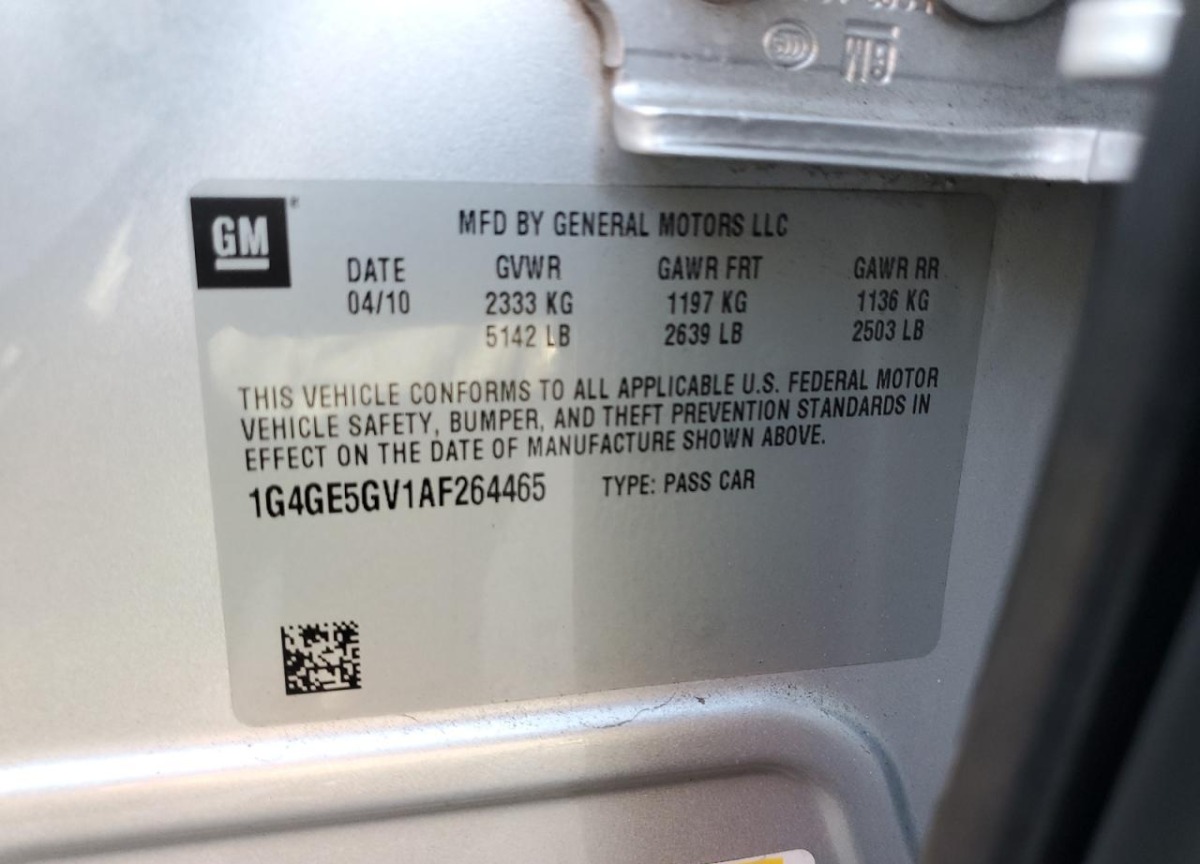 GM
MFD BY GENERAL MOTORS LLC
DATE GVWR GAWR FRT GAWR RR
04/10 2333 KG 1197 KG 1136 KG
5142 LB 2639 LB 2503 LB
THIS VEHICLE CONFORMS TO ALL APPLICABLE U.S. FEDERAL MOTOR
VEHICLE SAFETY, BUMPER, AND THEFT PREVENTION STANDARDS IN
EFFECT ON THE DATE OF MANUFACTURE SHOWN ABOVE.
1G4GE5GV1AF264465 TYPE: PASS CAR